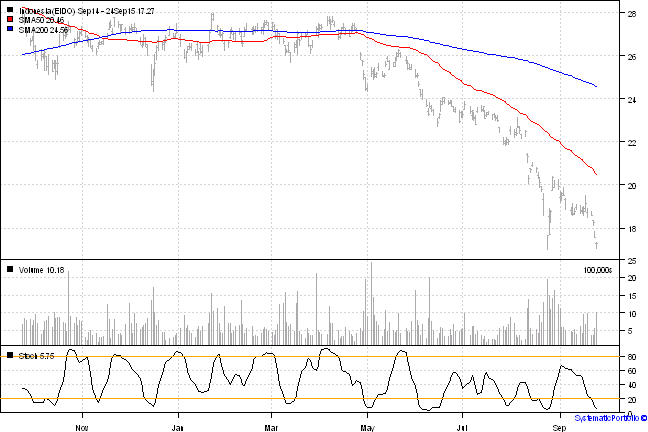 Indonesia(EIDO) Sep14 - 24Sep15 17.27
SMA50 20.46
SMA200 24.56
28
26
24
22
20
18
25
Volume 10.18
100,000s
20
15
10
5
Stoch 5.75
80
60
40
20
0
Nov Jan Mar May Jul Sep
SystematicPortfolio ©